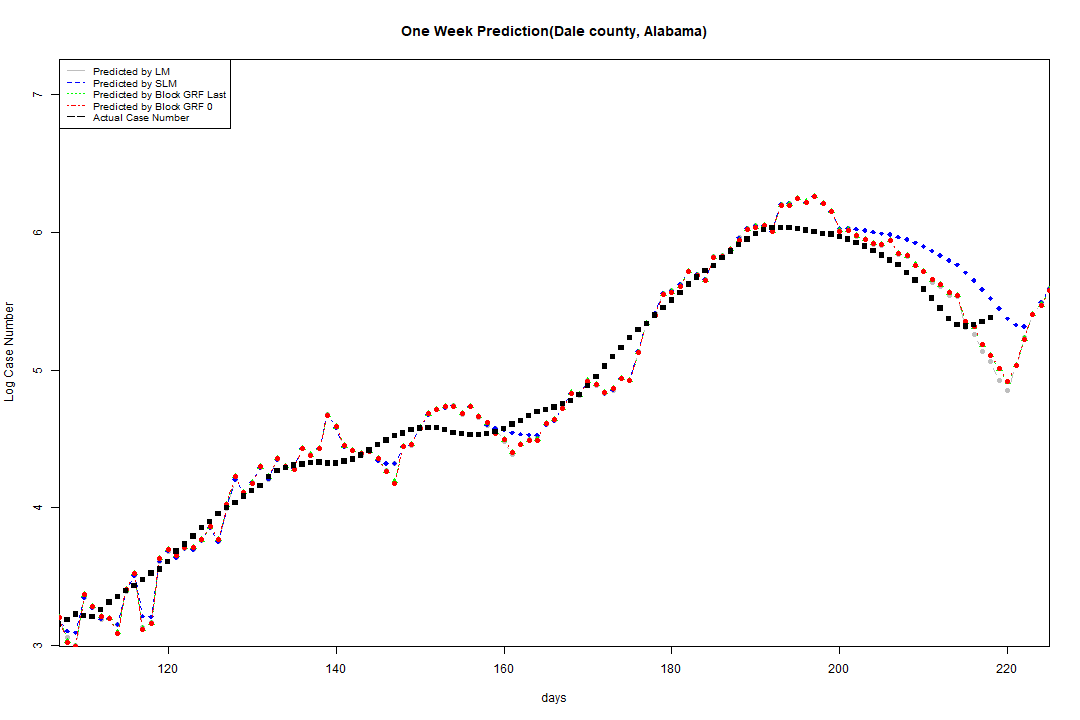 One Week Prediction(Dale county, Alabama)
Predicted by LM
Predicted by SLM
Predicted by Block GRF Last
Predicted by Block GRF 0
Actual Case Number
7
6
5
4
3
Log Case Number
120 140 160 180 200 220
days